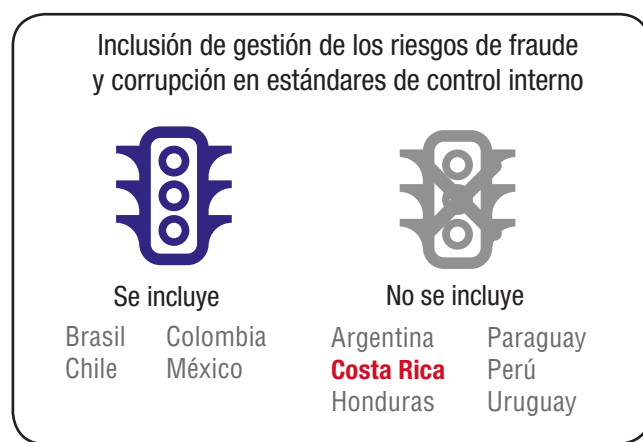 Inclusión de gestión de los riesgos de fraude
y corrupción en estándares de control interno
Se incluye
Brasil Colombia
Chile México
No se incluye
Argentina Paraguay
Costa Rica Perú
Honduras Uruguay